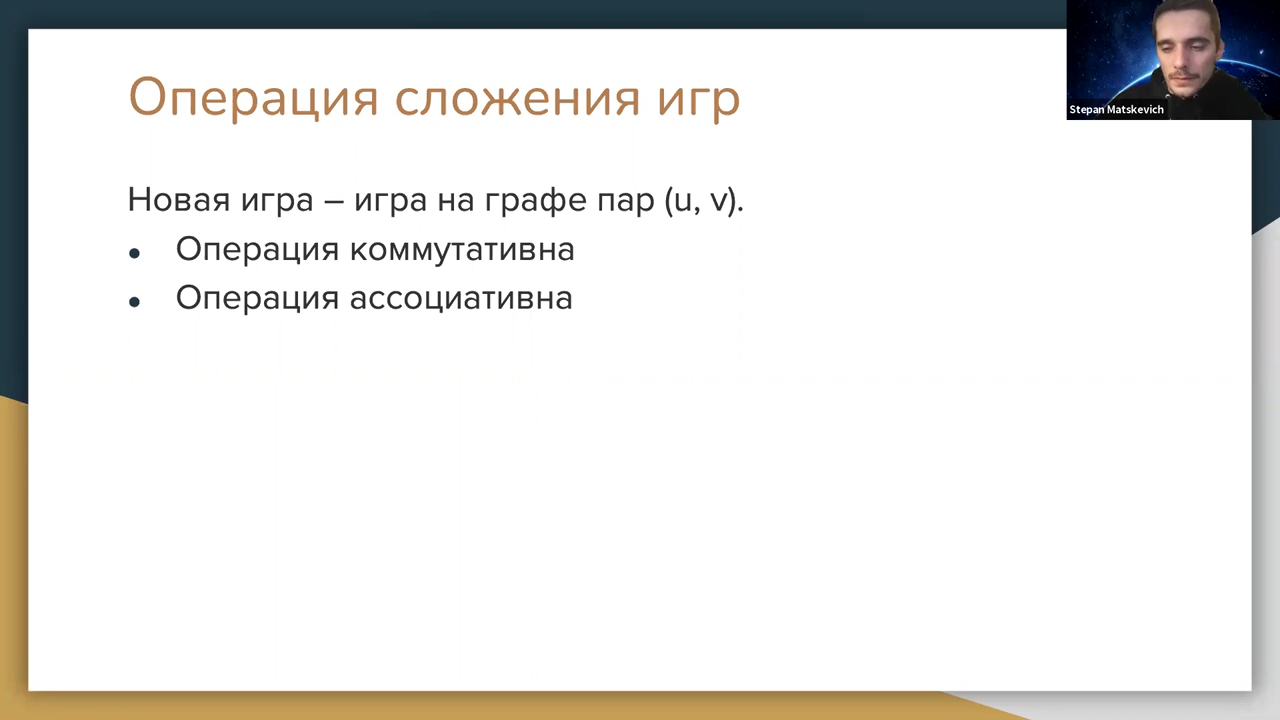 Операция сложения игр
Stepan Matskevich
Новая игра – игра на графе пар (u, v).
● Операция коммутативна
● Операция ассоциативна